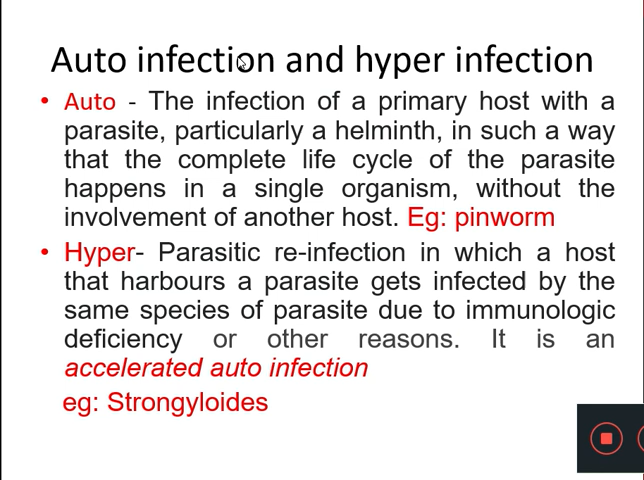 Auto infection and hyper infection
• Auto - The infection of a primary host with a
parasite, particularly a helminth, in such a way
that the complete life cycle of the parasite
happens in a single organism, without the
involvement of another host. Eg: pinworm
• Hyper- Parasitic re-infection in which a host
that harbours a parasite gets infected by the
same species of parasite due to immunologic
deficiency or other reasons. It is an
accelerated auto infection
eg: Strongyloides